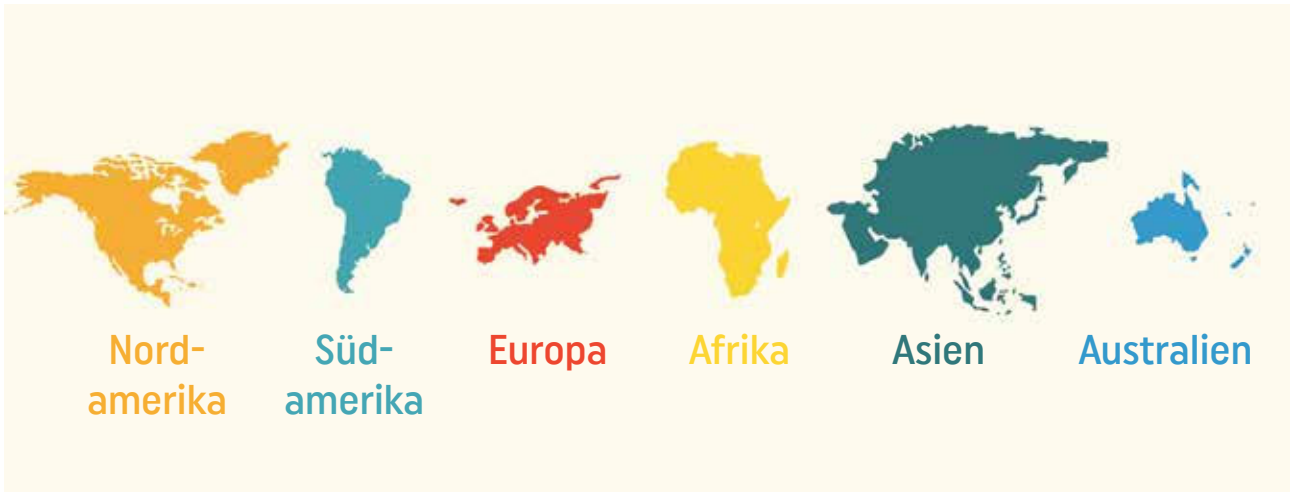 Nord-
amerika
Süd-
amerika
Europa
Afrika
Asien
Australien